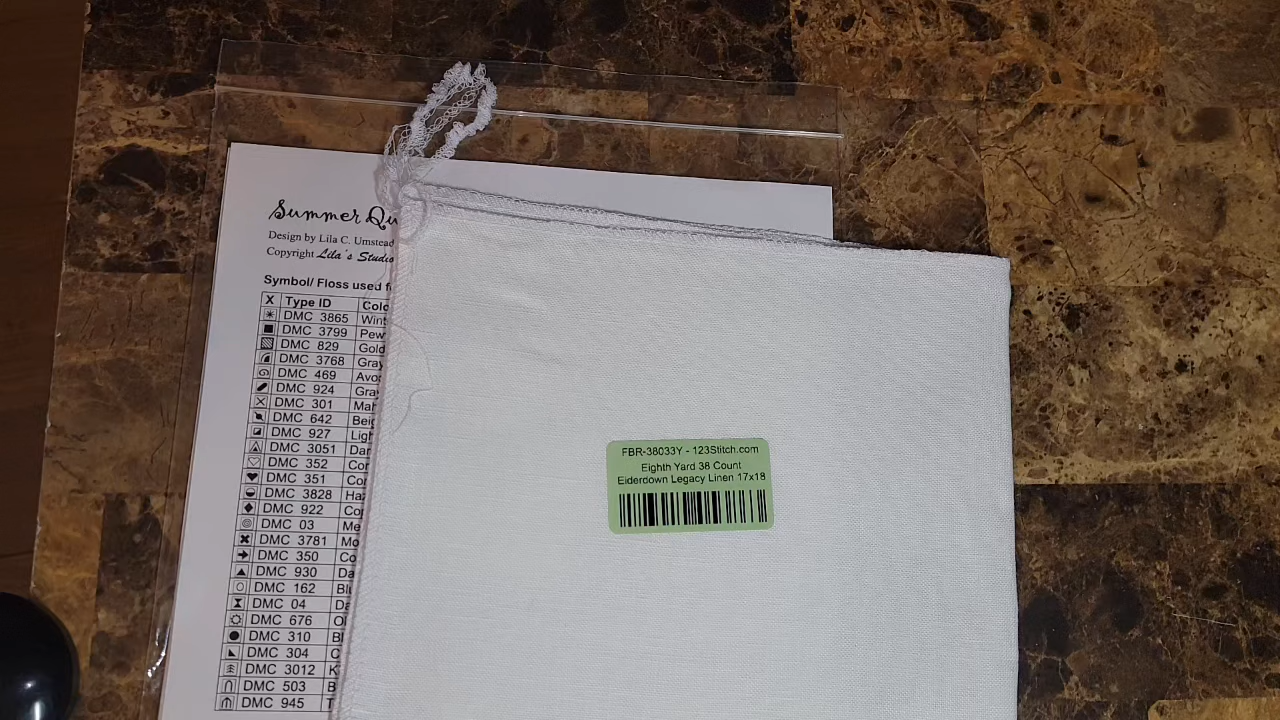 Summer Qu
Design by Lila C. Umstead
Copyright Lila's Studio
Symbol/ Floss used f
X Type ID Colo
DMC 3865 Wint
DMC 3799 Pew
DMC 829 Gold
DMC 3768 Gray
DMC 469 Avo
DMC 924 Gra
DMC 301 Mah
DMC 642 Beig
DMC 927 Ligh
DMC 3051 Dar
DMC 352 Cor
DMC 351 Cor
DMC 3828 Haz
DMC 922 Cop
DMC 03 Me
DMC 3781 Mo
DMC 350 Co
DMC 930 Da
DMC 162 Blu
DMC 04 Da
DMC 676 Ol
DMC 310 Bl
DMC 304 C
DMC 3012 K
DMC 503 B
DMC 945 T
FBR-38033Y - 123Stitch.com
Eighth Yard 38 Count
Eiderdown Legacy Linen 17x18